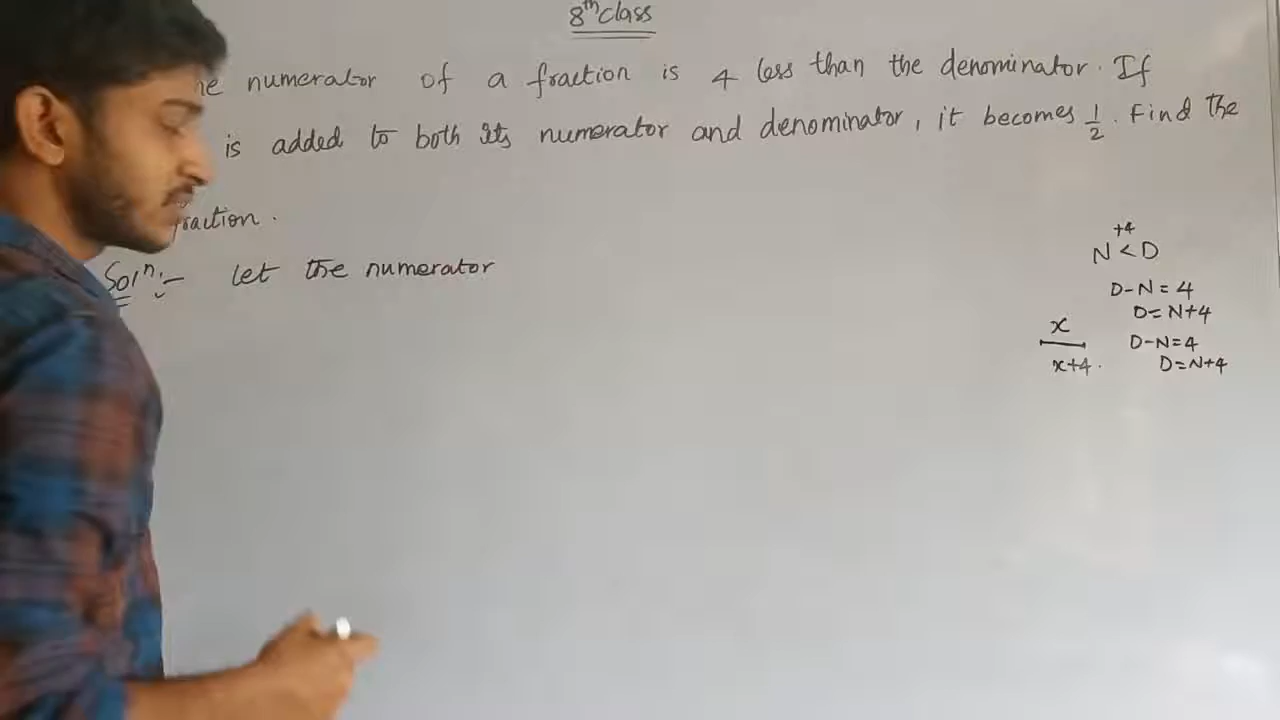 8th class
numerator of a fraction is 4 less than the denominator. If
is added to both its numerator and denominator, it becomes 1/2. Find the
fraction.
Soln:- Let the numerator
+4
N < D
D-N = 4
D = N+4
x
x+4.
D-N=4
D=N+4